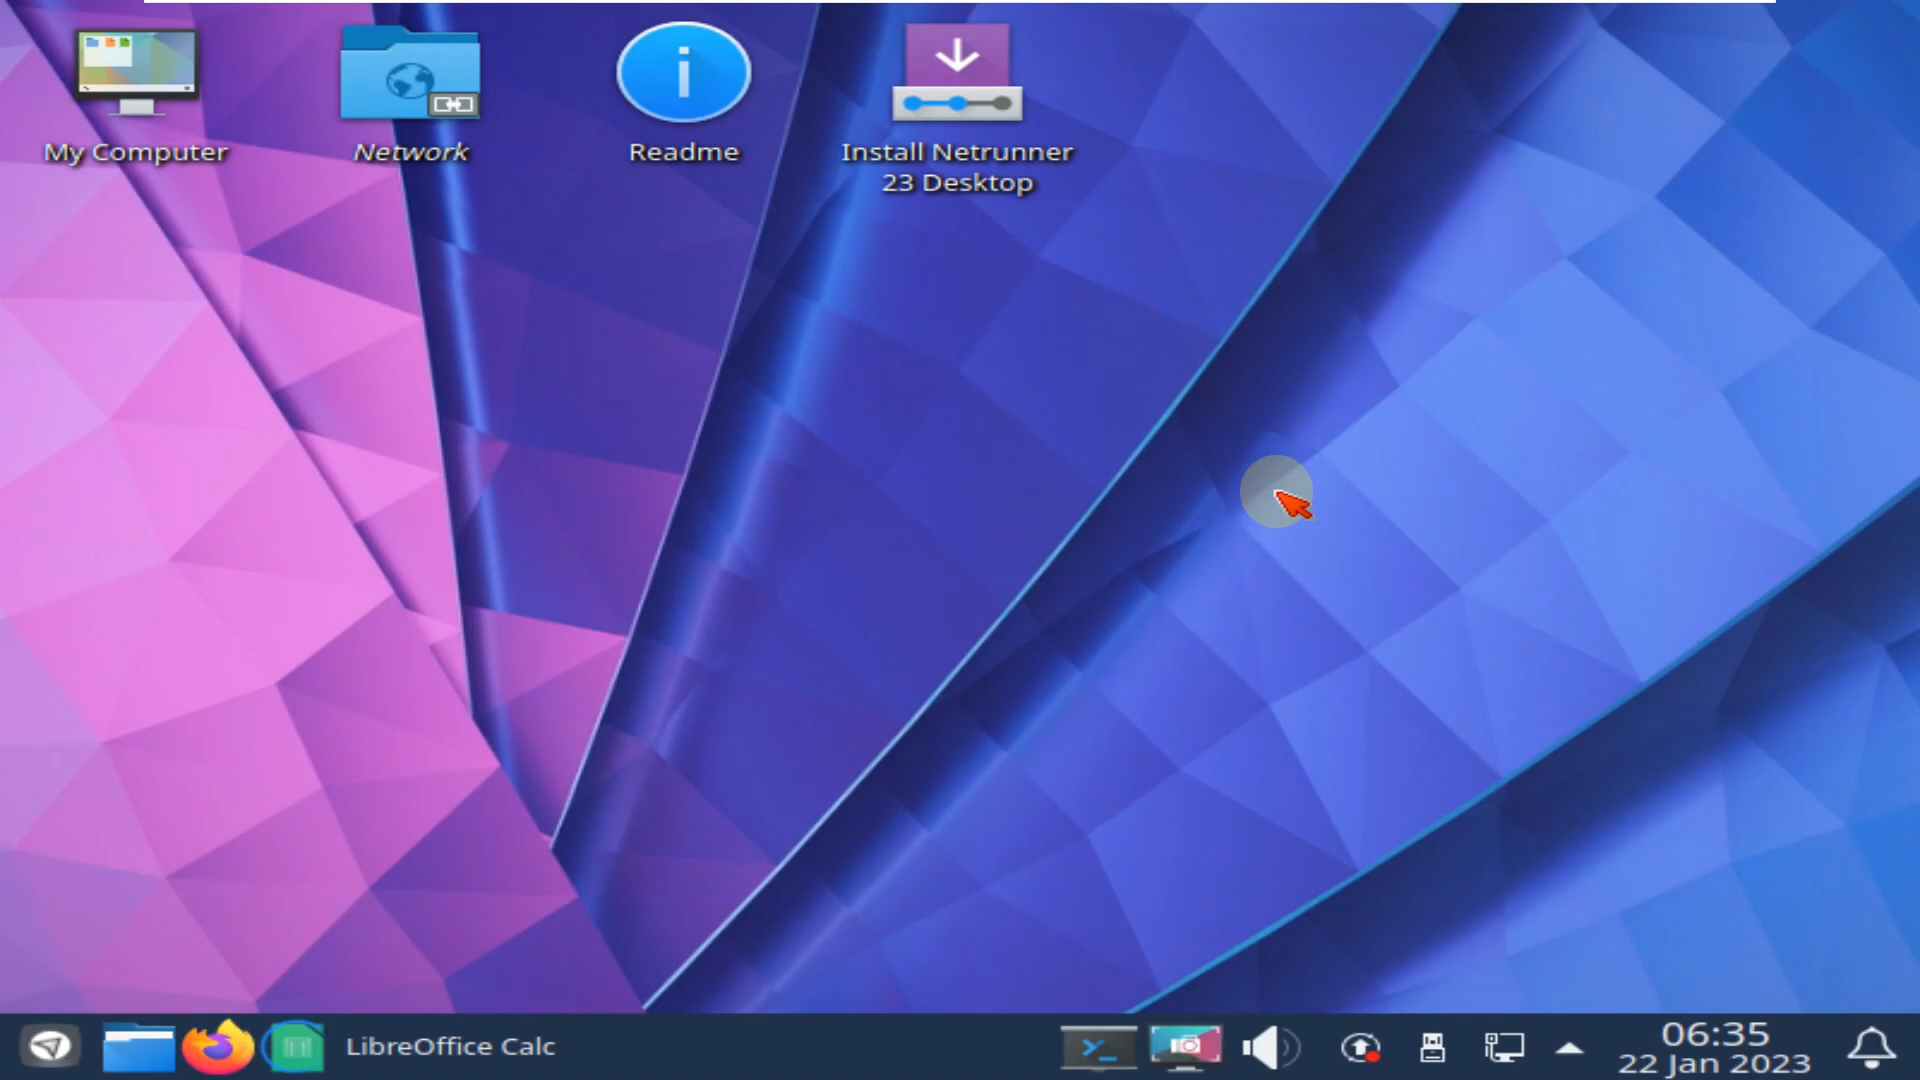 My Computer
Network
Readme
Install Netrunner
23 Desktop
LibreOffice Calc
06:35
22 Jan 2023